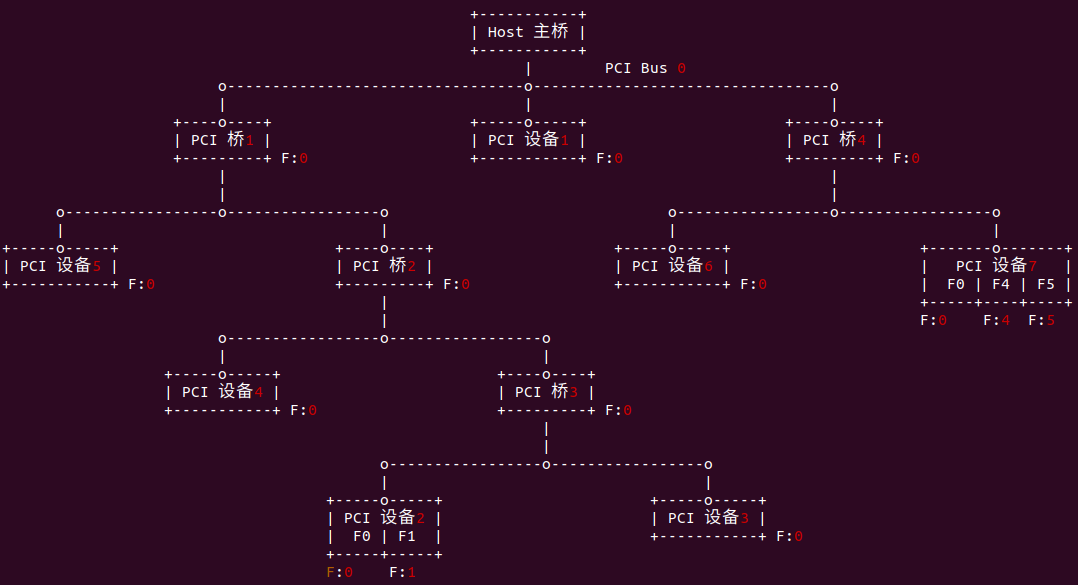 Host 主桥
PCI Bus 0
PCI 桥1
PCI 设备1
PCI 桥4
F:0
F:0
F:0
PCI 设备5
PCI 桥2
PCI 设备6
PCI 设备7
F:0
F:0
F:0
F0 | F4 | F5
F:0 F:4 F:5
PCI 设备4
PCI 桥3
F:0
F:0
PCI 设备2
PCI 设备3
F0 | F1
F:0
F:0 F:1